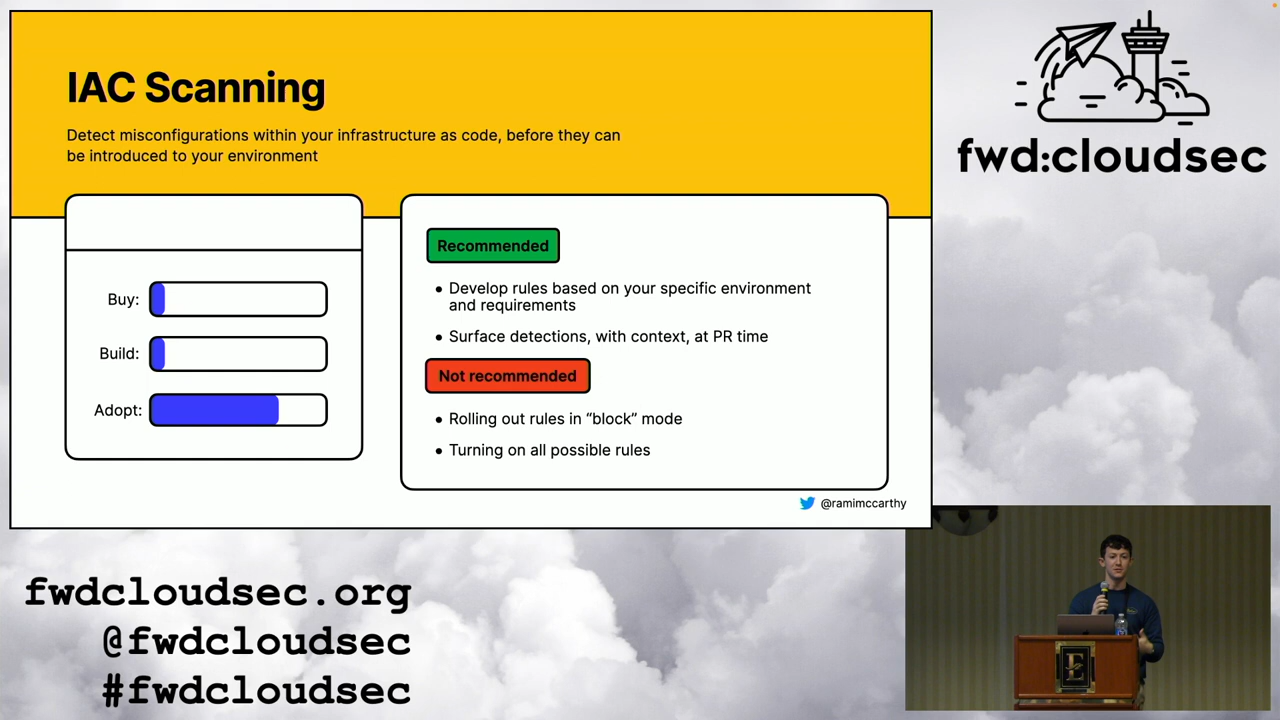 IAC Scanning
Detect misconfigurations within your infrastructure as code, before they can
be introduced to your environment
Buy:
Build:
Adopt:
Recommended
• Develop rules based on your specific environment
and requirements
• Surface detections, with context, at PR time
Not recommended
• Rolling out rules in “block” mode
• Turning on all possible rules
@ramimccarthy
fwd:cloudsec
fwdcloudsec.org
@fwdcloudsec
#fwdcloudsec
E